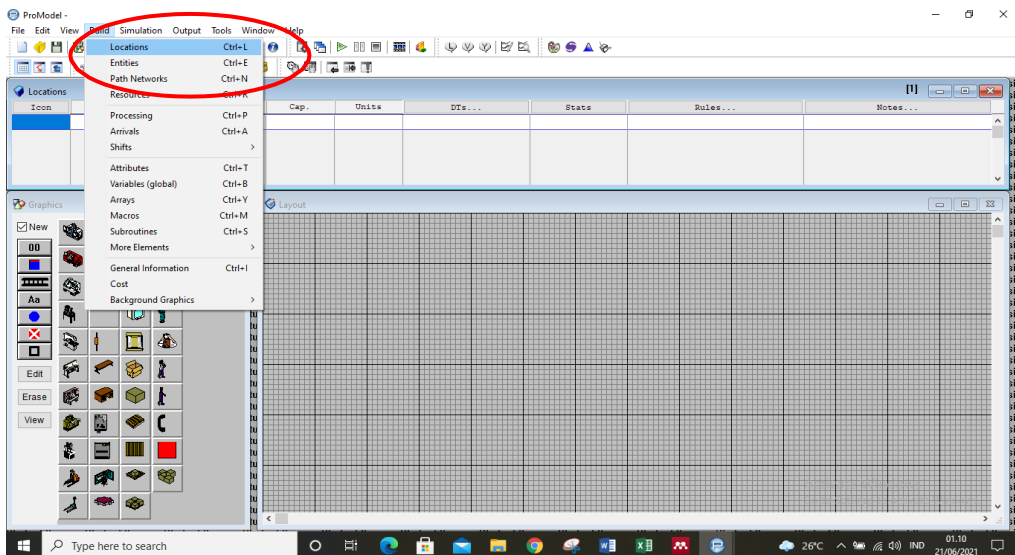 ProModel -
File Edit View Build Simulation Output Tools Window Help
Locations Ctrl+L
Entities Ctrl+E
Path Networks Ctrl+N
Resources Ctrl+R
Processing Ctrl+P
Arrivals Ctrl+A
Shifts
Attributes Ctrl+T
Variables (global) Ctrl+B
Arrays Ctrl+Y
Macros Ctrl+M
Subroutines Ctrl+S
More Elements
General Information Ctrl+I
Cost
Background Graphics
Locations [1]
Icon Cap. Units DTs... Stats Rules... Notes...
Graphics
New
00
Aa
Edit
Erase
View
Layout
Type here to search
26°C IND 01.10
21/06/2021